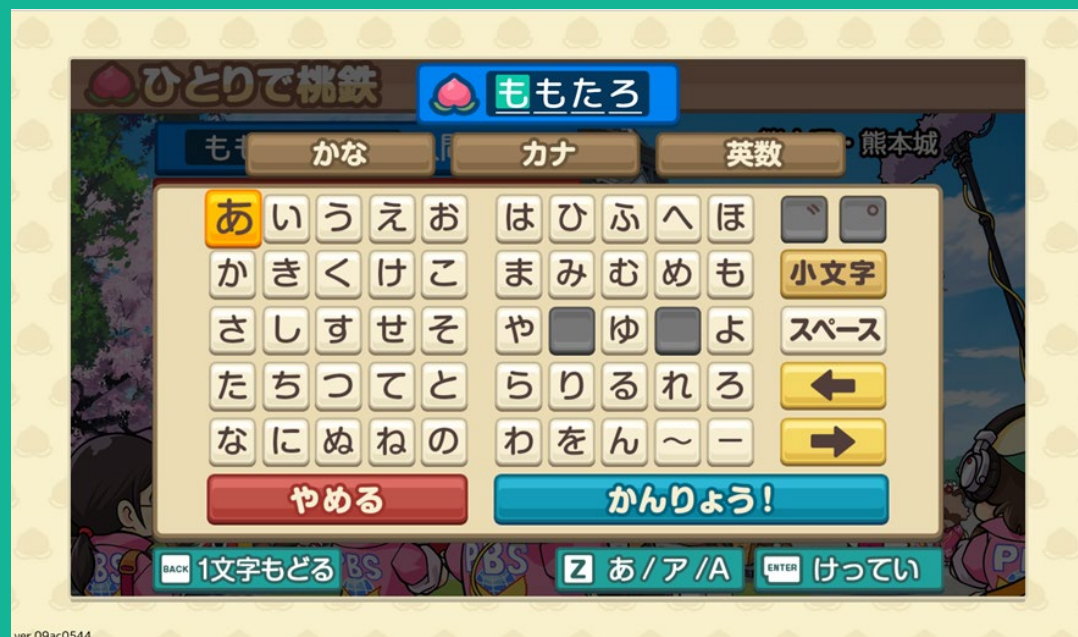 ひとりで桃鉄
ももたろ
もも
熊本城
かな カナ 英数
あいうえお はひふへほ ゛ ゜
かきくけこ まみむめも 小文字
さしすせそ や ゆ よ スペース
たちつてと らりるれろ ←
なにぬねの わをん～ー →
やめる かんりょう!
BACK 1文字もどる Z あ/ア/A ENTER けってい
PBS
ver.09ac0544